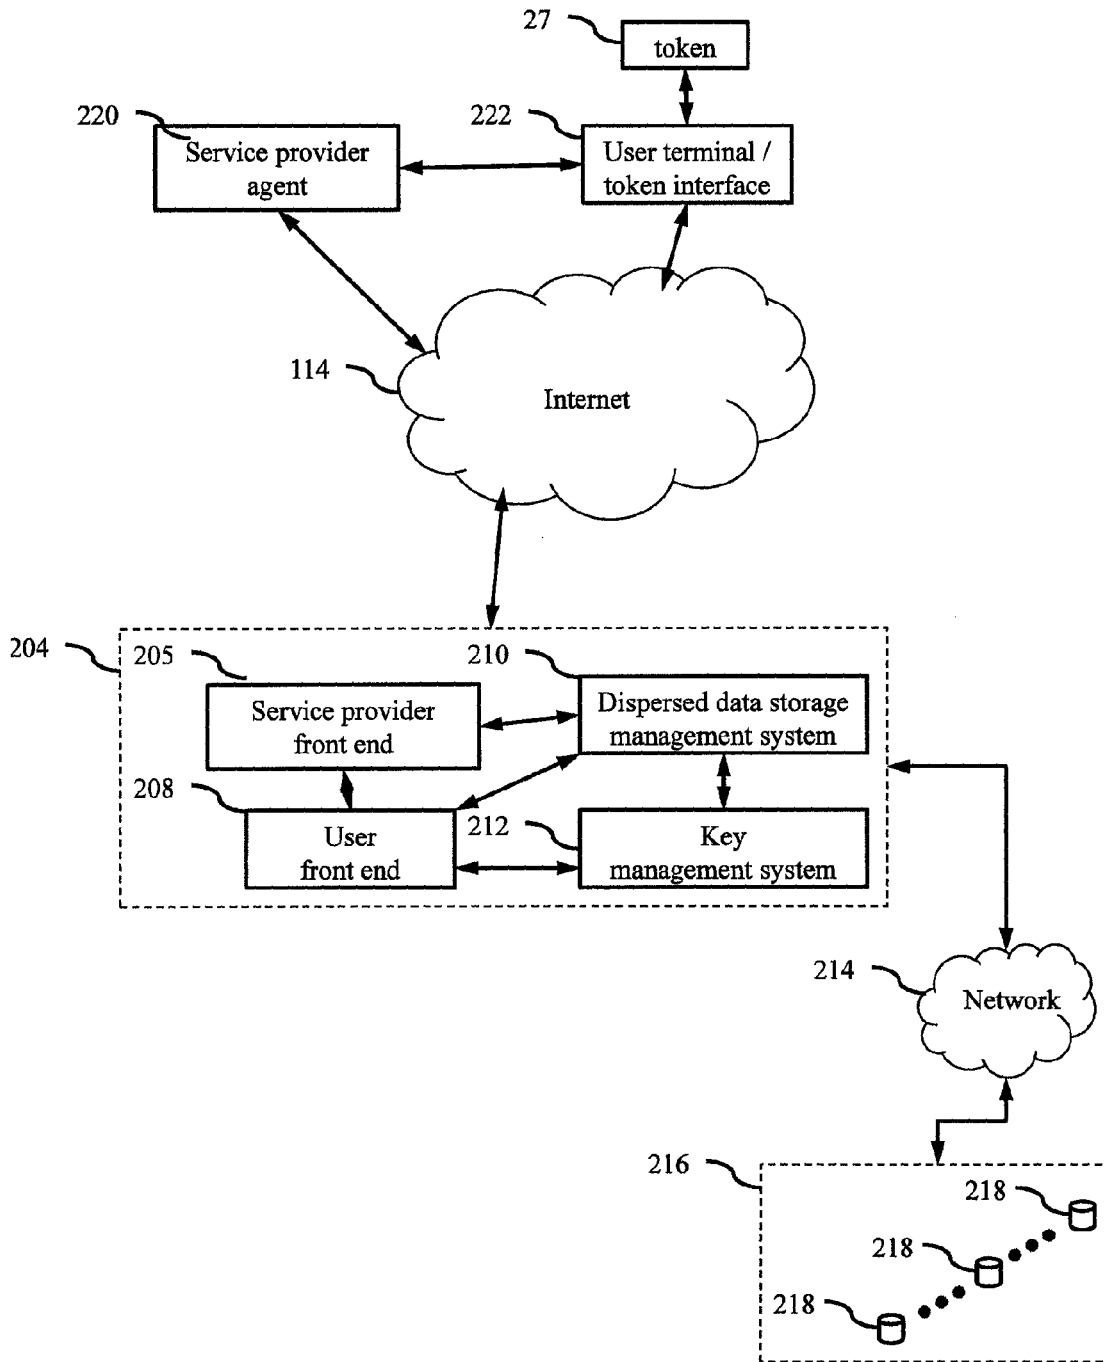 27
token
220
222
Service provider
agent
User terminal /
token interface
114
Internet
204
205
210
Service provider
front end
Dispersed data storage
management system
208
212
User
front end
Key
management system
214
Network
216
218
218
218